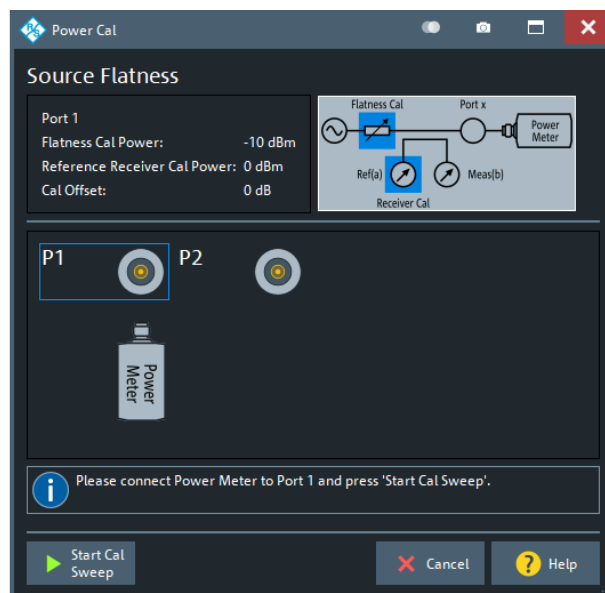 Power Cal
Source Flatness
Port 1
Flatness Cal Power: -10 dBm
Reference Receiver Cal Power: 0 dBm
Cal Offset: 0 dB
Flatness Cal
Port x
Power
Meter
Ref(a)
Meas(b)
Receiver Cal
P1
P2
Power
Meter
Please connect Power Meter to Port 1 and press 'Start Cal Sweep'.
Start Cal
Sweep
Cancel
? Help